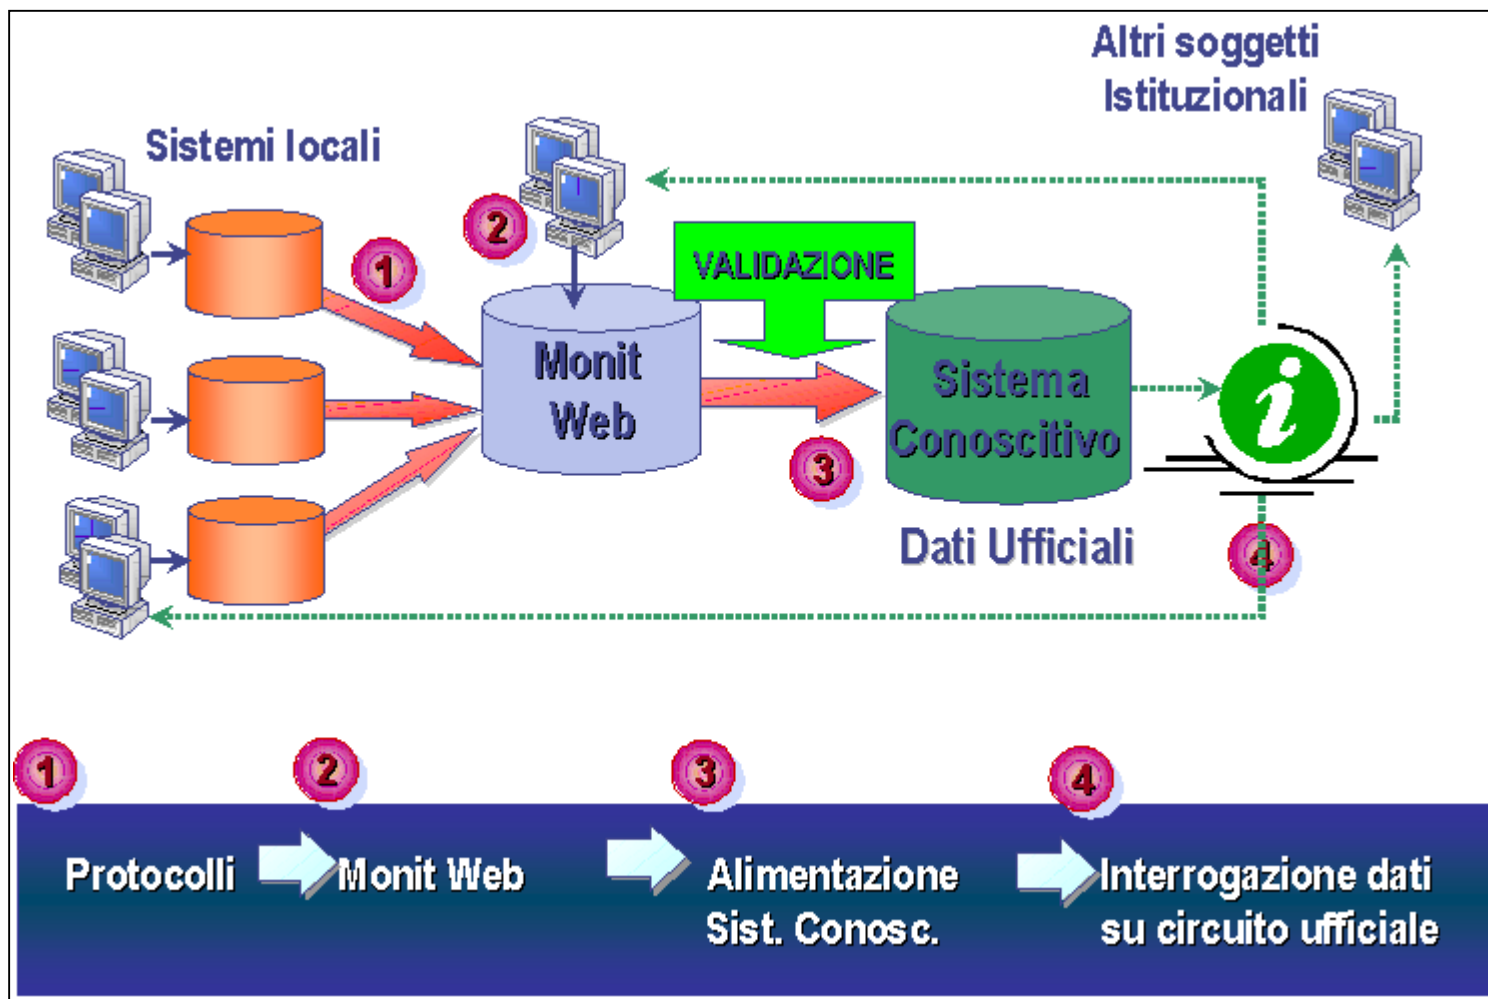 Altri soggetti
Istituzionali
Sistemi locali
2
1
VALIDAZIONE
Monit
Web
Sistema
Conoscitivo
i
3
Dati Ufficiali
4
1
2
3
4
Protocolli
Monit Web
Alimentazione
Sist. Conosc.
Interrogazione dati
su circuito ufficiale